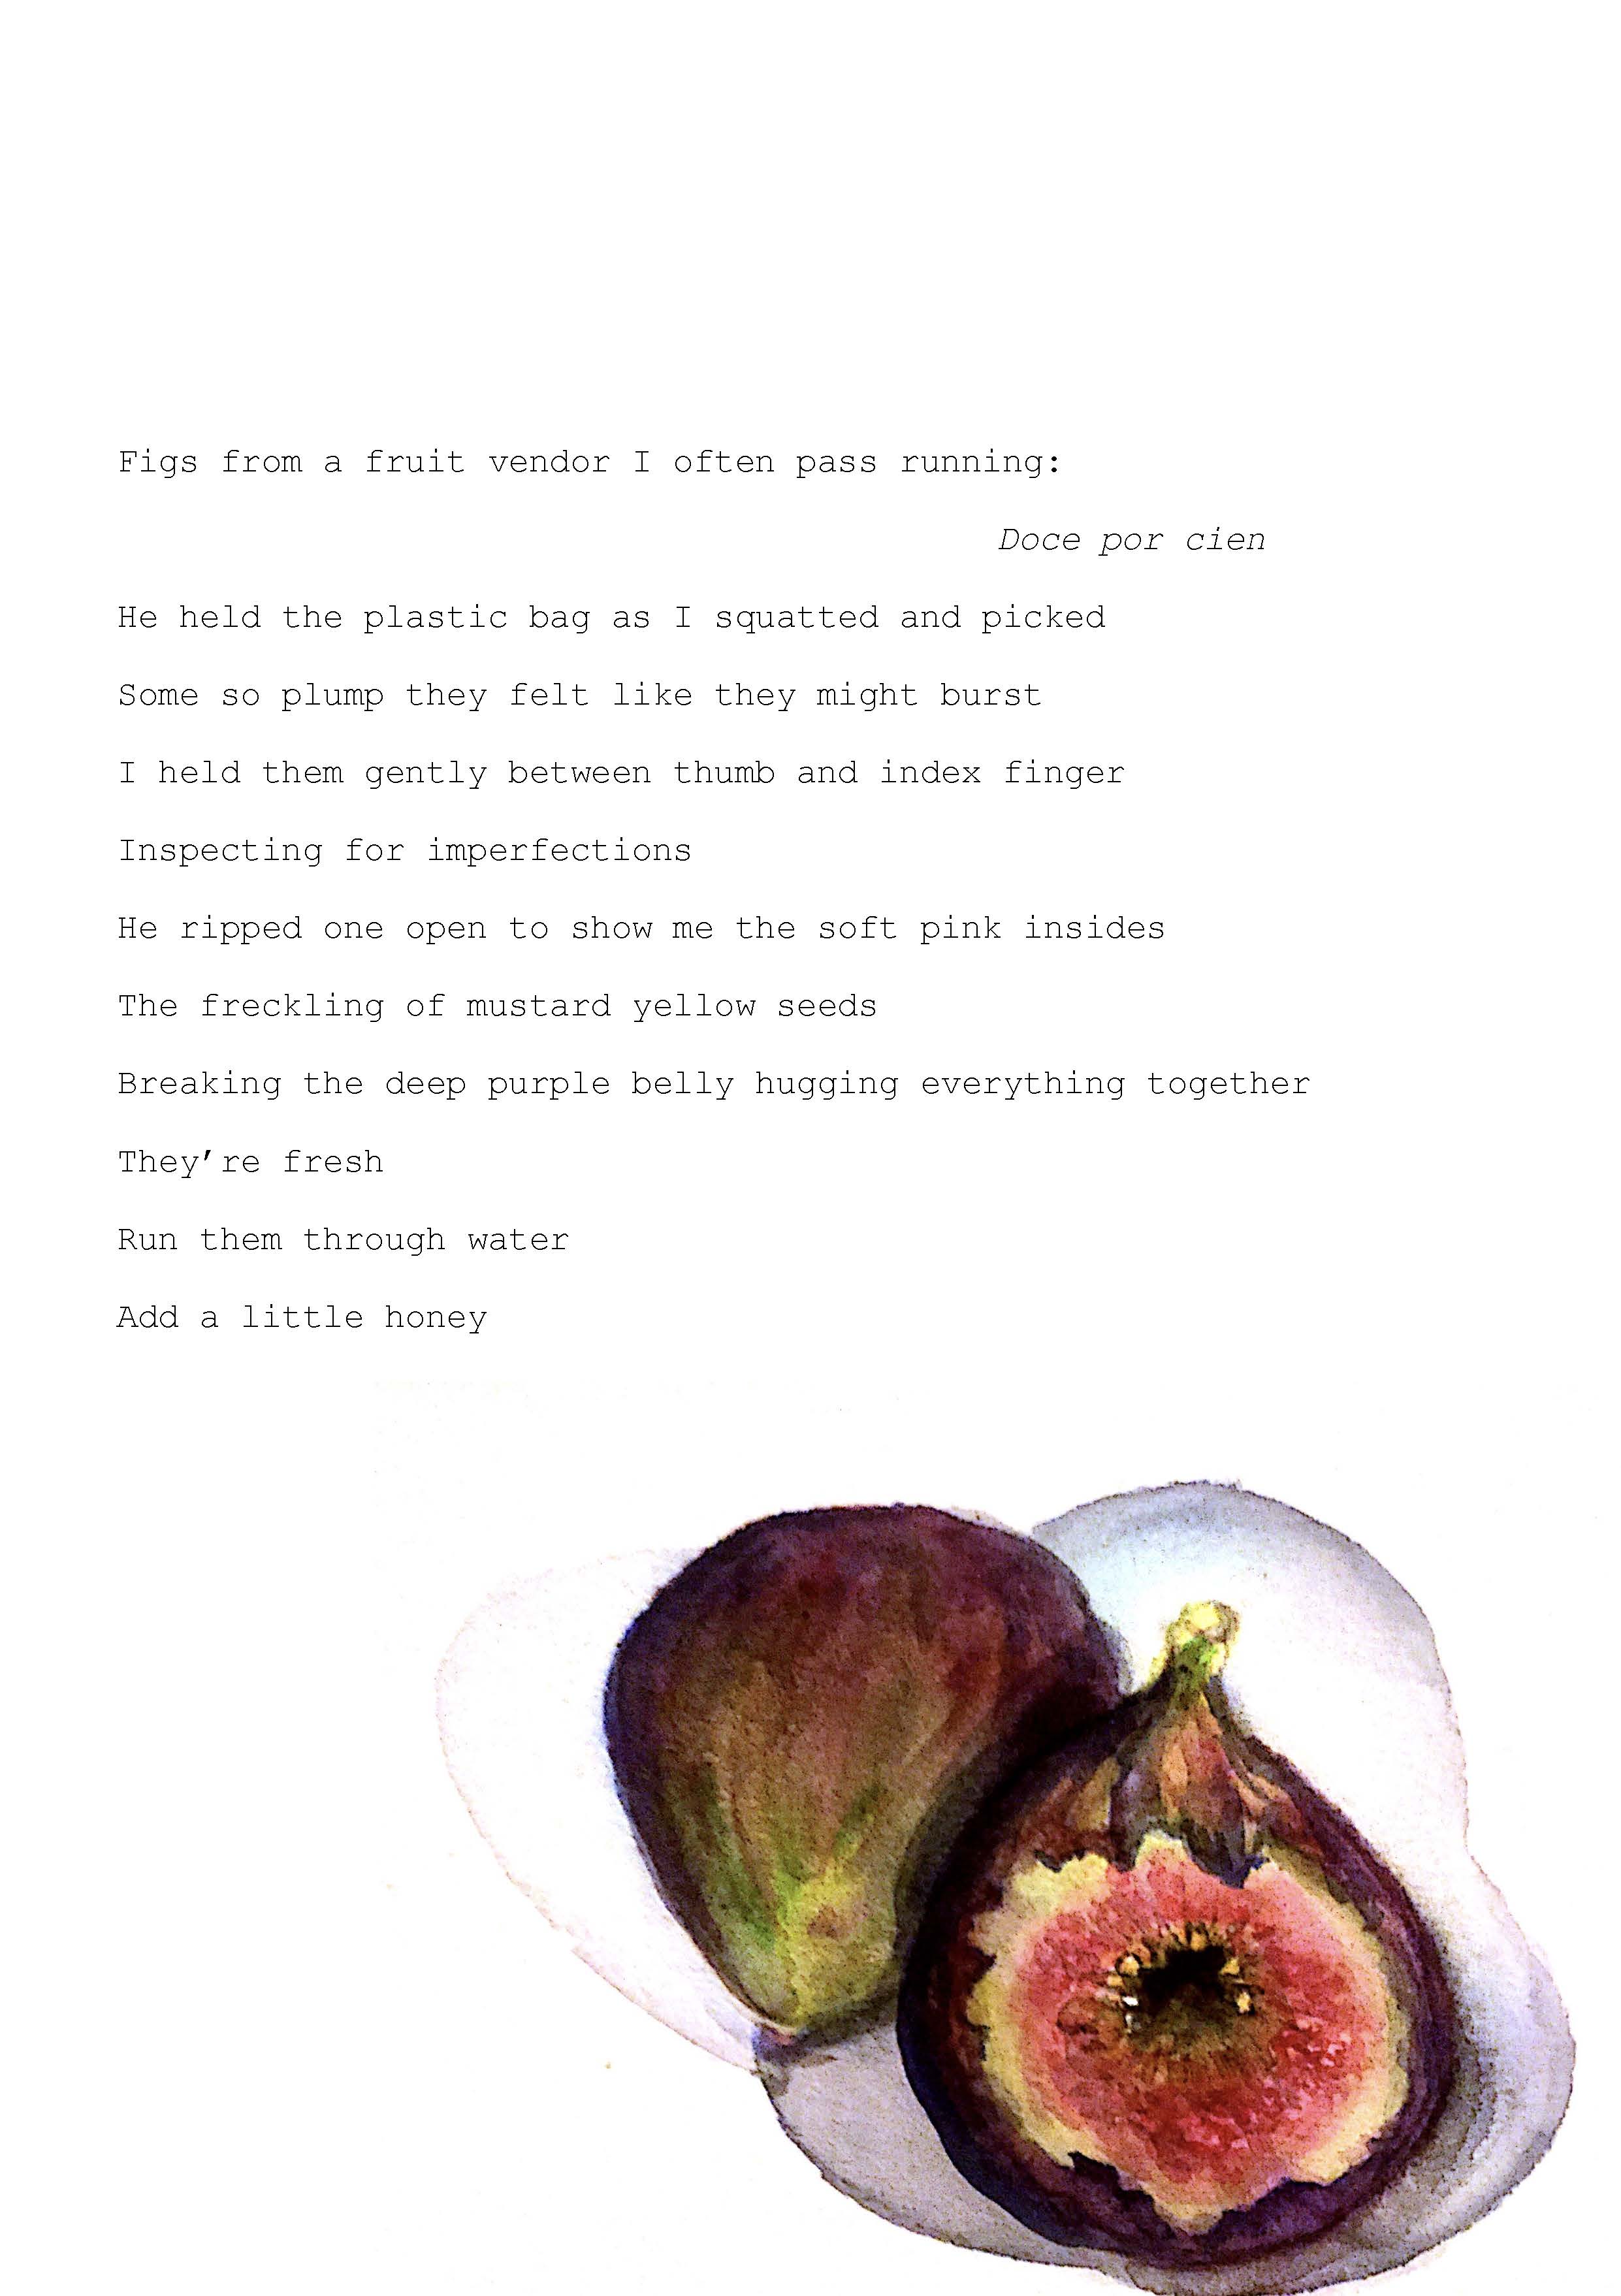 Figs from a fruit vendor I often pass running:
Doce por cien
He held the plastic bag as I squatted and picked
Some so plump they felt like they might burst
I held them gently between thumb and index finger
Inspecting for imperfections
He ripped one open to show me the soft pink insides
The freckling of mustard yellow seeds
Breaking the deep purple belly hugging everything together
They’re fresh
Run them through water
Add a little honey